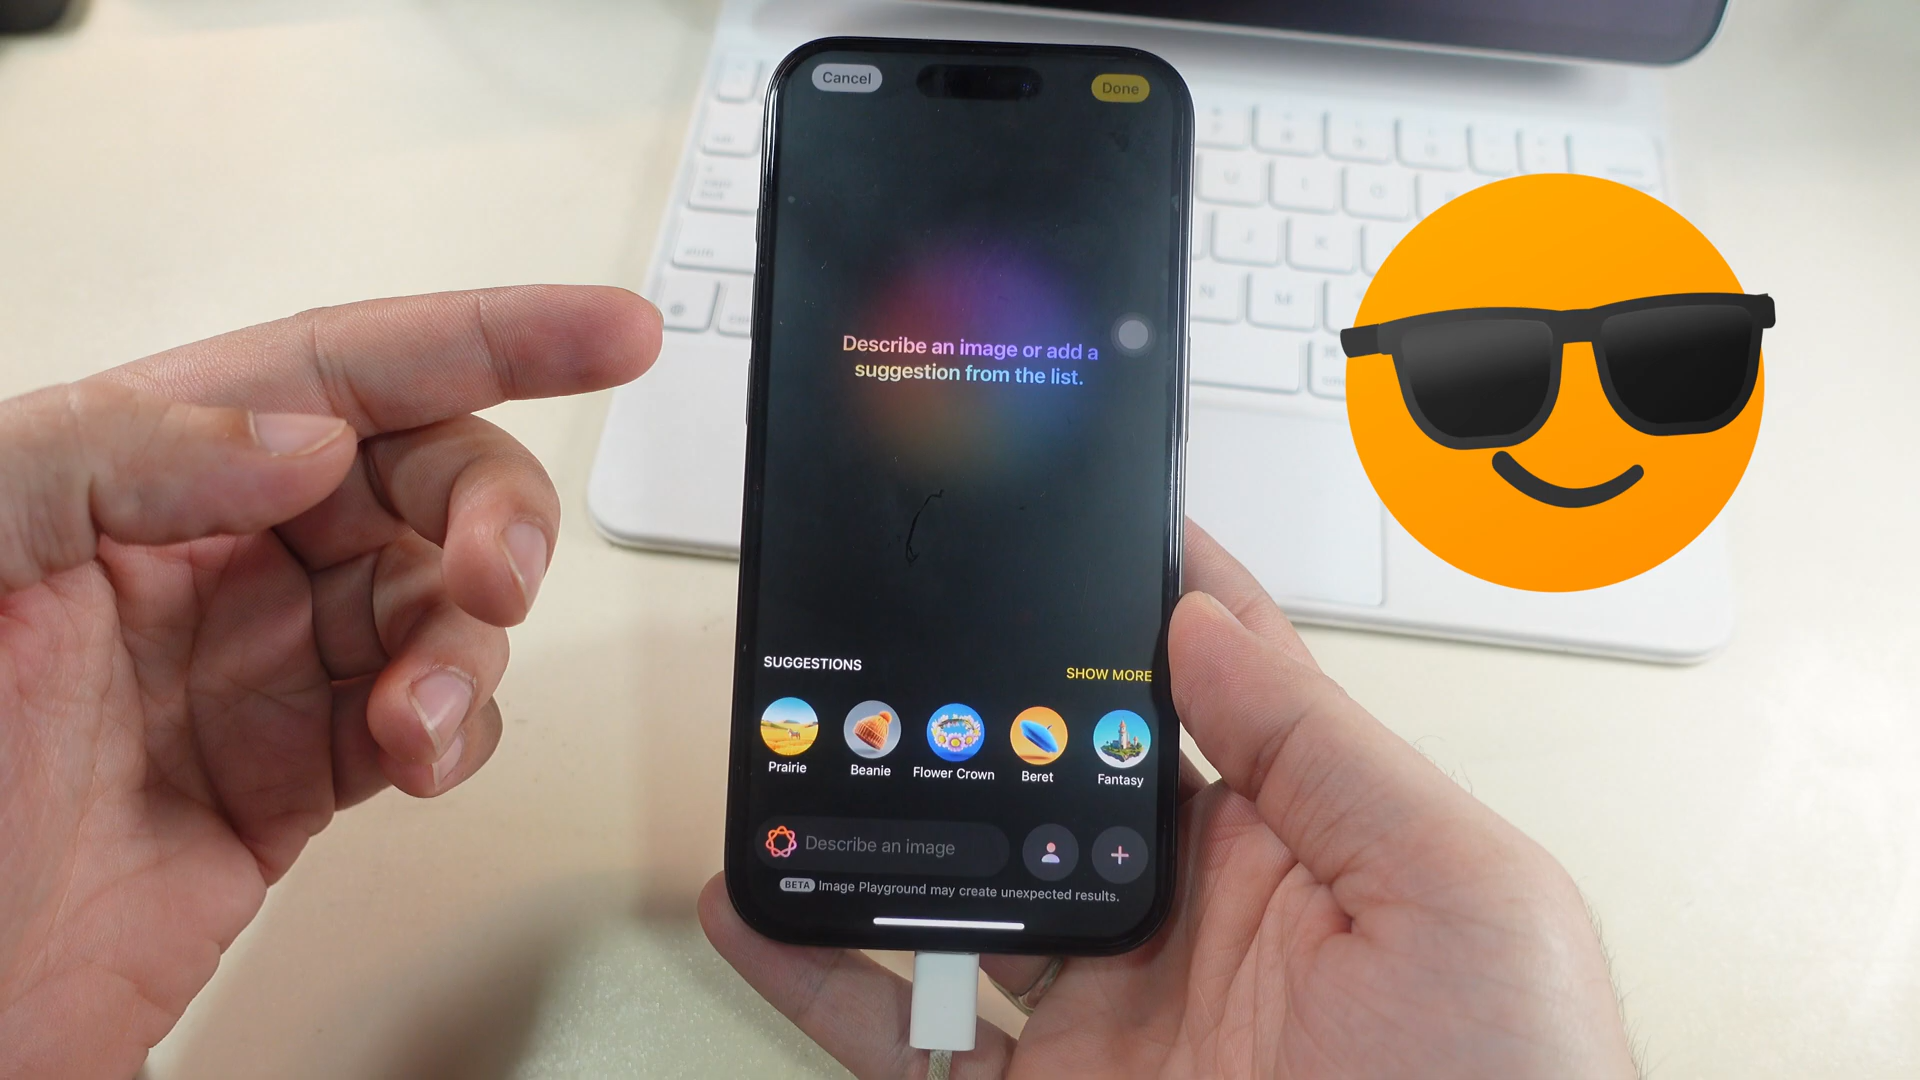 Cancel
Done
Describe an image or add a
suggestion from the list.
SUGGESTIONS
SHOW MORE
Prairie
Beanie
Flower Crown
Beret
Fantasy
Describe an image
BETA Image Playground may create unexpected results.
shift
N
M
J
K
U